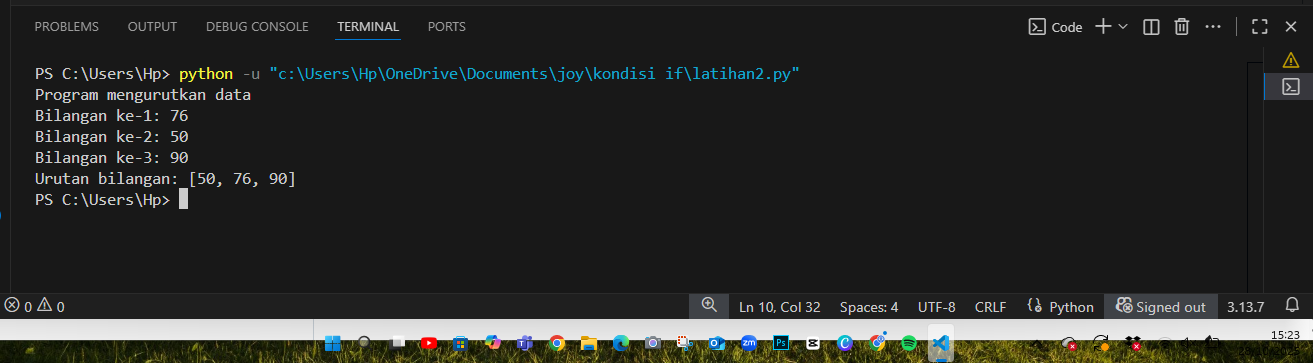 PROBLEMS OUTPUT DEBUG CONSOLE TERMINAL PORTS Code
PS C:\Users\Hp> python -u "c:\Users\Hp\OneDrive\Documents\joy\kondisi if\latihan2.py"
Program mengurutkan data
Bilangan ke-1: 76
Bilangan ke-2: 50
Bilangan ke-3: 90
Urutan bilangan: [50, 76, 90]
PS C:\Users\Hp>
0 0 Ln 10, Col 32 Spaces: 4 UTF-8 CRLF Python Signed out 3.13.7
zm Ps
15:23